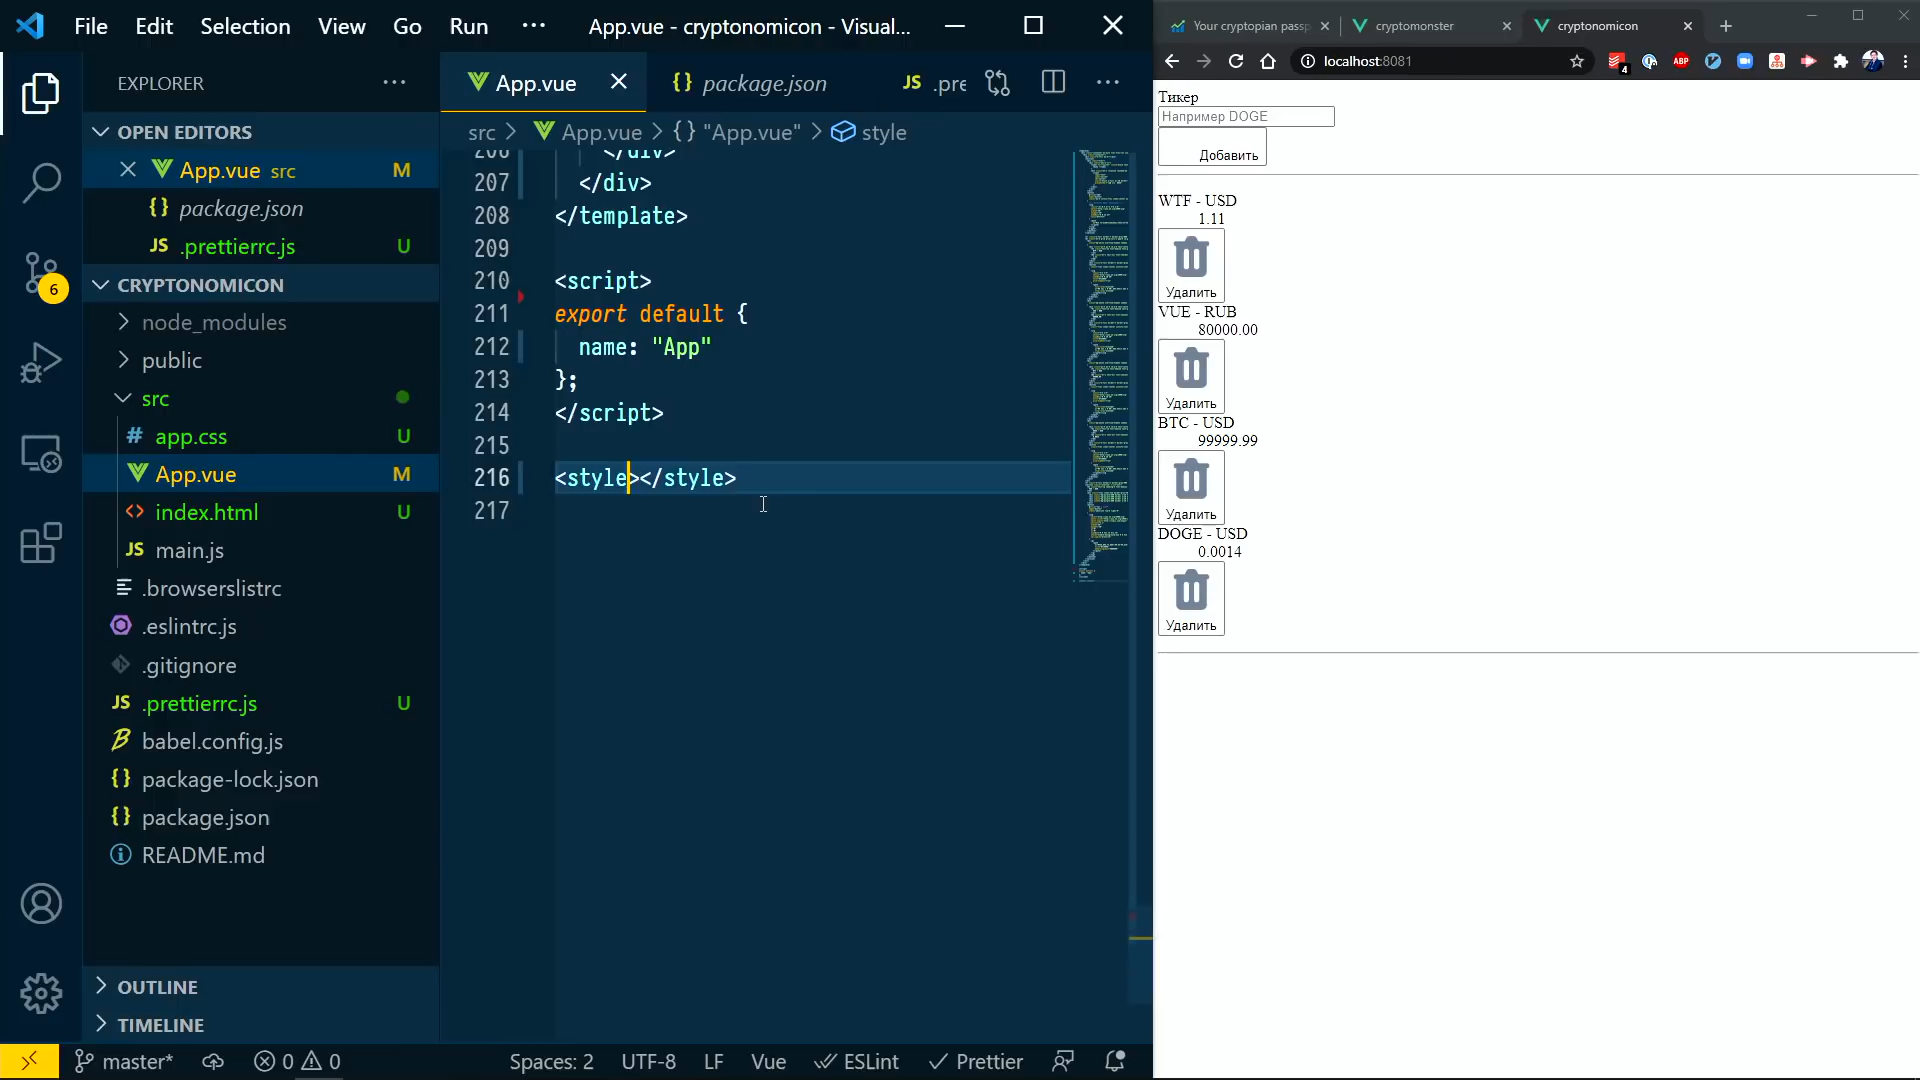 File Edit Selection View Go Run ··· App.vue - cryptonomicon - Visual...
EXPLORER ···
OPEN EDITORS
App.vue src M
package.json
.prettierrc.js U
CRYPTONOMICON
node_modules
public
src
app.css U
App.vue M
index.html U
main.js
.browserslistrc
.eslintrc.js
.gitignore
.prettierrc.js U
babel.config.js
package-lock.json
package.json
README.md
OUTLINE
TIMELINE
6
App.vue package.json .pre
src > App.vue > {} "App.vue" > style
206 </div>
207 </div>
208 </template>
209
210 <script>
211 export default {
212 name: "App"
213 };
214 </script>
215
216 <style></style>
217
master* 0 0 Spaces: 2 UTF-8 LF Vue ESLint Prettier
Your cryptopian passp cryptomonster cryptonomicon
localhost:8081
4 ABP
Тикер
Например DOGE
Добавить
WTF - USD
1.11
Удалить
VUE - RUB
80000.00
Удалить
BTC - USD
99999.99
Удалить
DOGE - USD
0.0014
Удалить